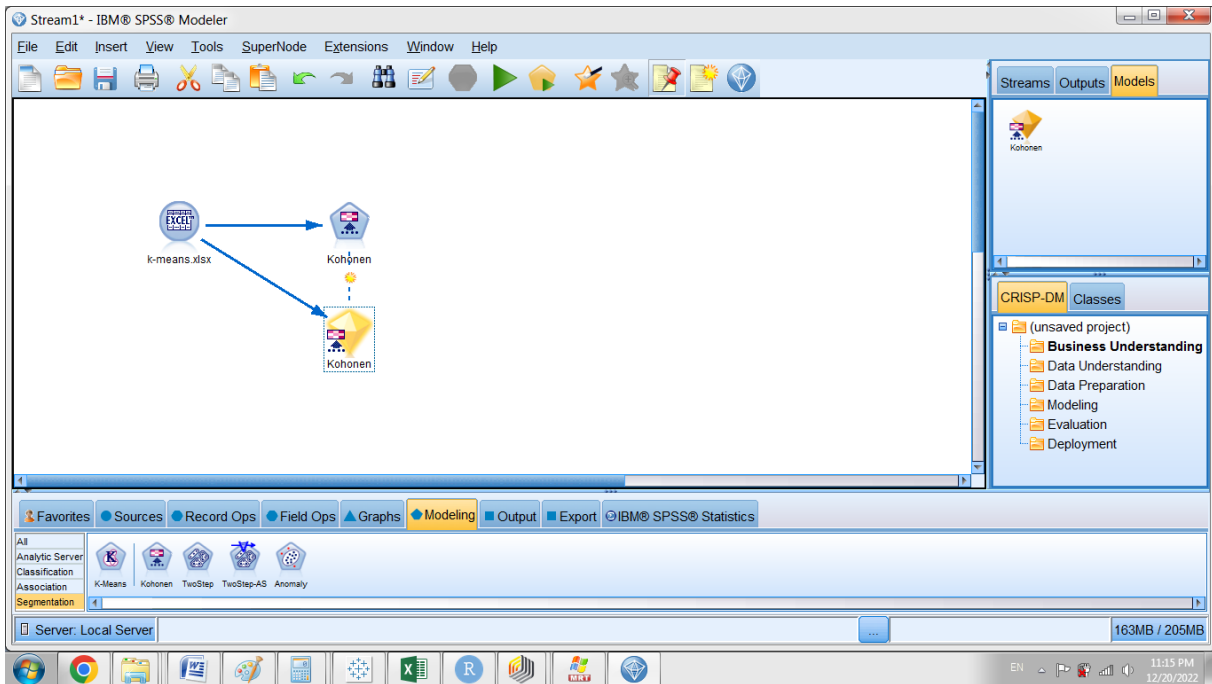 Stream1* - IBM® SPSS® Modeler
File Edit Insert View Tools SuperNode Extensions Window Help
Streams Outputs Models
Kohonen
EXCEL
k-means.xlsx
Kohonen
Kohonen
CRISP-DM Classes
(unsaved project)
Business Understanding
Data Understanding
Data Preparation
Modeling
Evaluation
Deployment
Favorites Sources Record Ops Field Ops Graphs Modeling Output Export IBM® SPSS® Statistics
All
Analytic Server
Classification
Association
Segmentation
K
K-Means Kohonen TwoStep TwoStep-AS Anomaly
Server: Local Server ... 163MB / 205MB
W X R MRT EN 11:15 PM
12/20/2022